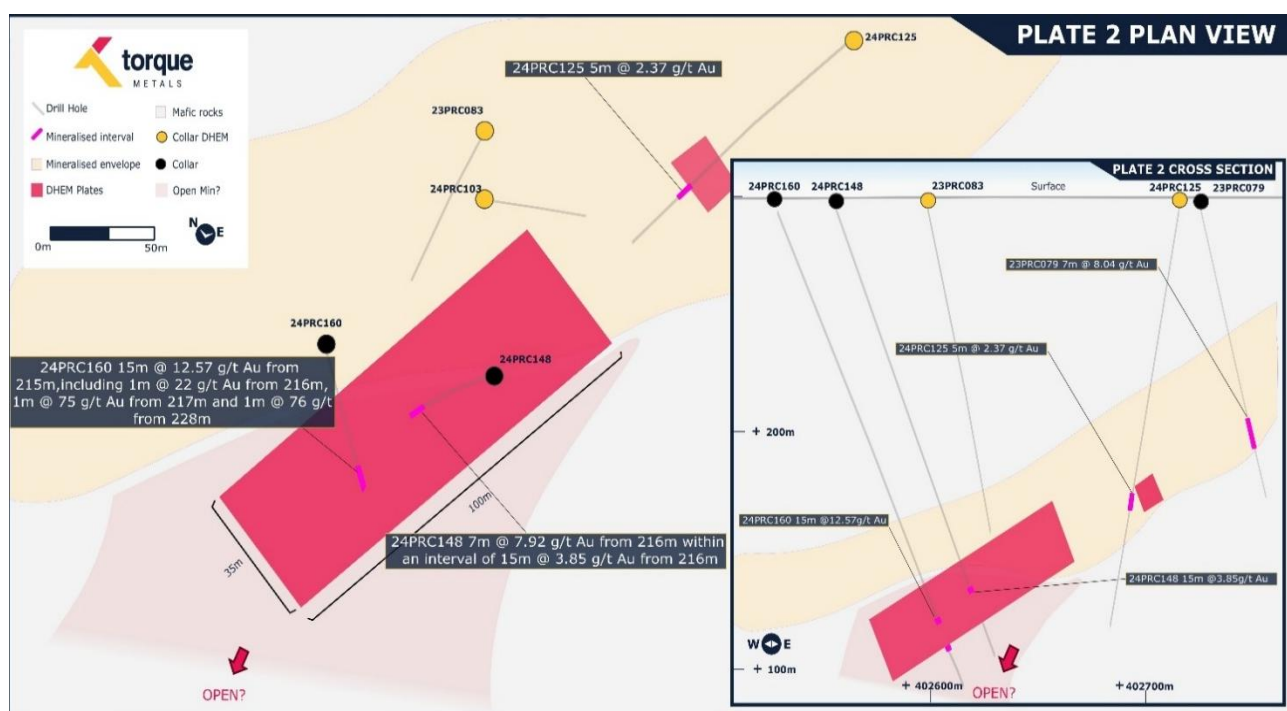 PLATE 2 PLAN VIEW
torque
METALS
Drill Hole
Mineralised interval
Mineralised envelope
DHEM Plates
Mafic rocks
Collar DHEM
Collar
Open Min?
0m
50m
N
E
24PRC125
24PRC125 5m @ 2.37 g/t Au
23PRC083
24PRC103
24PRC160
24PRC148
24PRC160 15m @ 12.57 g/t Au from
215m,including 1m @ 22 g/t Au from 216m,
1m @ 75 g/t Au from 217m and 1m @ 76 g/t
from 228m
100m
35m
24PRC148 7m @ 7.92 g/t Au from 216m within
an interval of 15m @ 3.85 g/t Au from 216m
OPEN?
PLATE 2 CROSS SECTION
24PRC160
24PRC148
23PRC083
Surface
24PRC125
23PRC079
23PRC079 7m @ 8.04 g/t Au
24PRC125 5m @ 2.37 g/t Au
+ 200m
24PRC160 15m @12.57g/t Au
24PRC148 15m @3.85g/t Au
W E
+ 100m
+ 402600m
OPEN?
+ 402700m